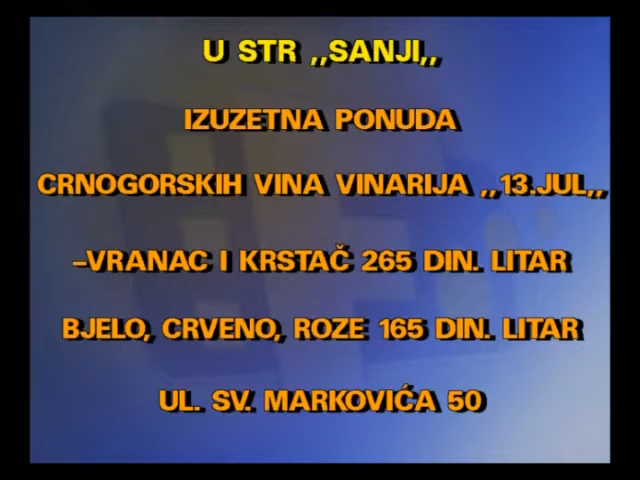 U STR ,,SANJI,,
IZUZETNA PONUDA
CRNOGORSKIH VINA VINARIJA ,,13.JUL,,
–VRANAC I KRSTAČ 265 DIN. LITAR
BJELO, CRVENO, ROZE 165 DIN. LITAR
UL. SV. MARKOVIĆA 50